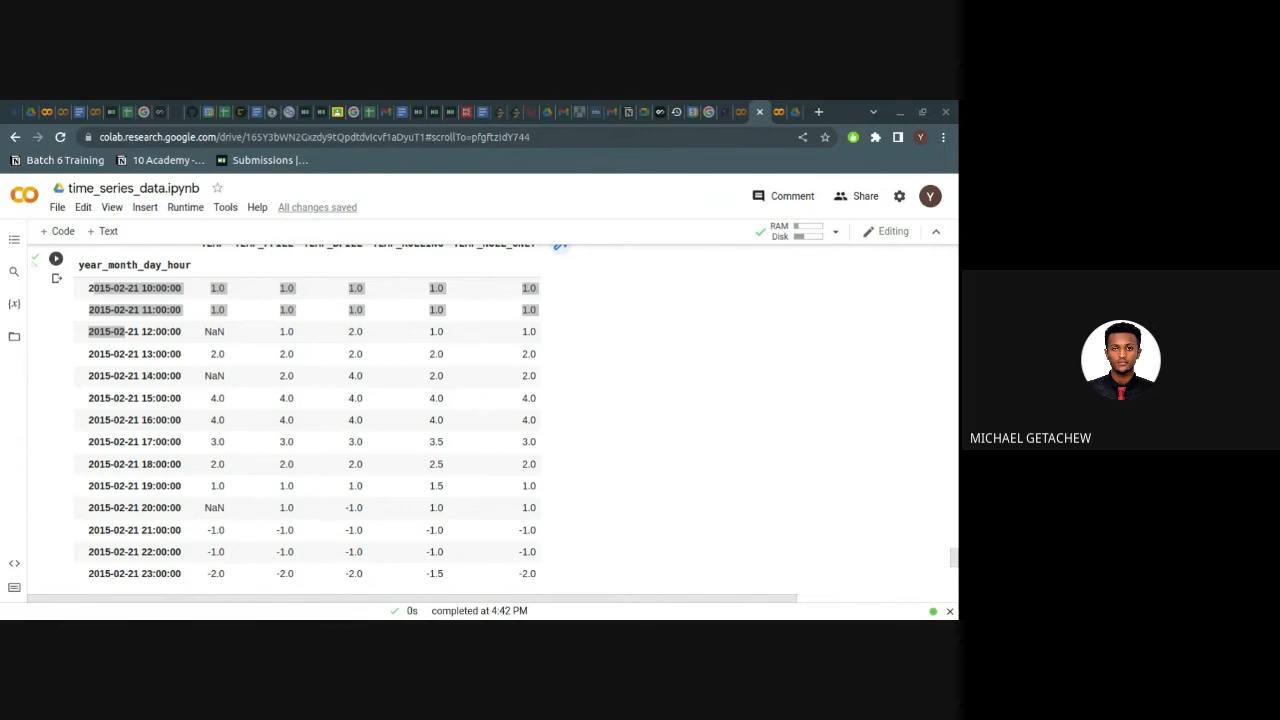 colab.research.google.com/drive/165Y3bWN2Gxzdy9tQpdtdvIcvf1aDyuT1#scrollTo=pfgftzIdY744
Y
Batch 6 Training 10 Academy -... Submissions |...
time_series_data.ipynb
Comment Share Y
File Edit View Insert Runtime Tools Help All changes saved
+ Code + Text RAM Disk Editing
year_month_day_hour
2015-02-21 10:00:00 1.0 1.0 1.0 1.0 1.0
2015-02-21 11:00:00 1.0 1.0 1.0 1.0 1.0
2015-02-21 12:00:00 NaN 1.0 2.0 1.0 1.0
2015-02-21 13:00:00 2.0 2.0 2.0 2.0 2.0
2015-02-21 14:00:00 NaN 2.0 4.0 2.0 2.0
2015-02-21 15:00:00 4.0 4.0 4.0 4.0 4.0
2015-02-21 16:00:00 4.0 4.0 4.0 4.0 4.0
2015-02-21 17:00:00 3.0 3.0 3.0 3.5 3.0
2015-02-21 18:00:00 2.0 2.0 2.0 2.5 2.0
2015-02-21 19:00:00 1.0 1.0 1.0 1.5 1.0
2015-02-21 20:00:00 NaN 1.0 -1.0 1.0 1.0
2015-02-21 21:00:00 -1.0 -1.0 -1.0 -1.0 -1.0
2015-02-21 22:00:00 -1.0 -1.0 -1.0 -1.0 -1.0
2015-02-21 23:00:00 -2.0 -2.0 -2.0 -1.5 -2.0
0s completed at 4:42 PM
MICHAEL GETACHEW